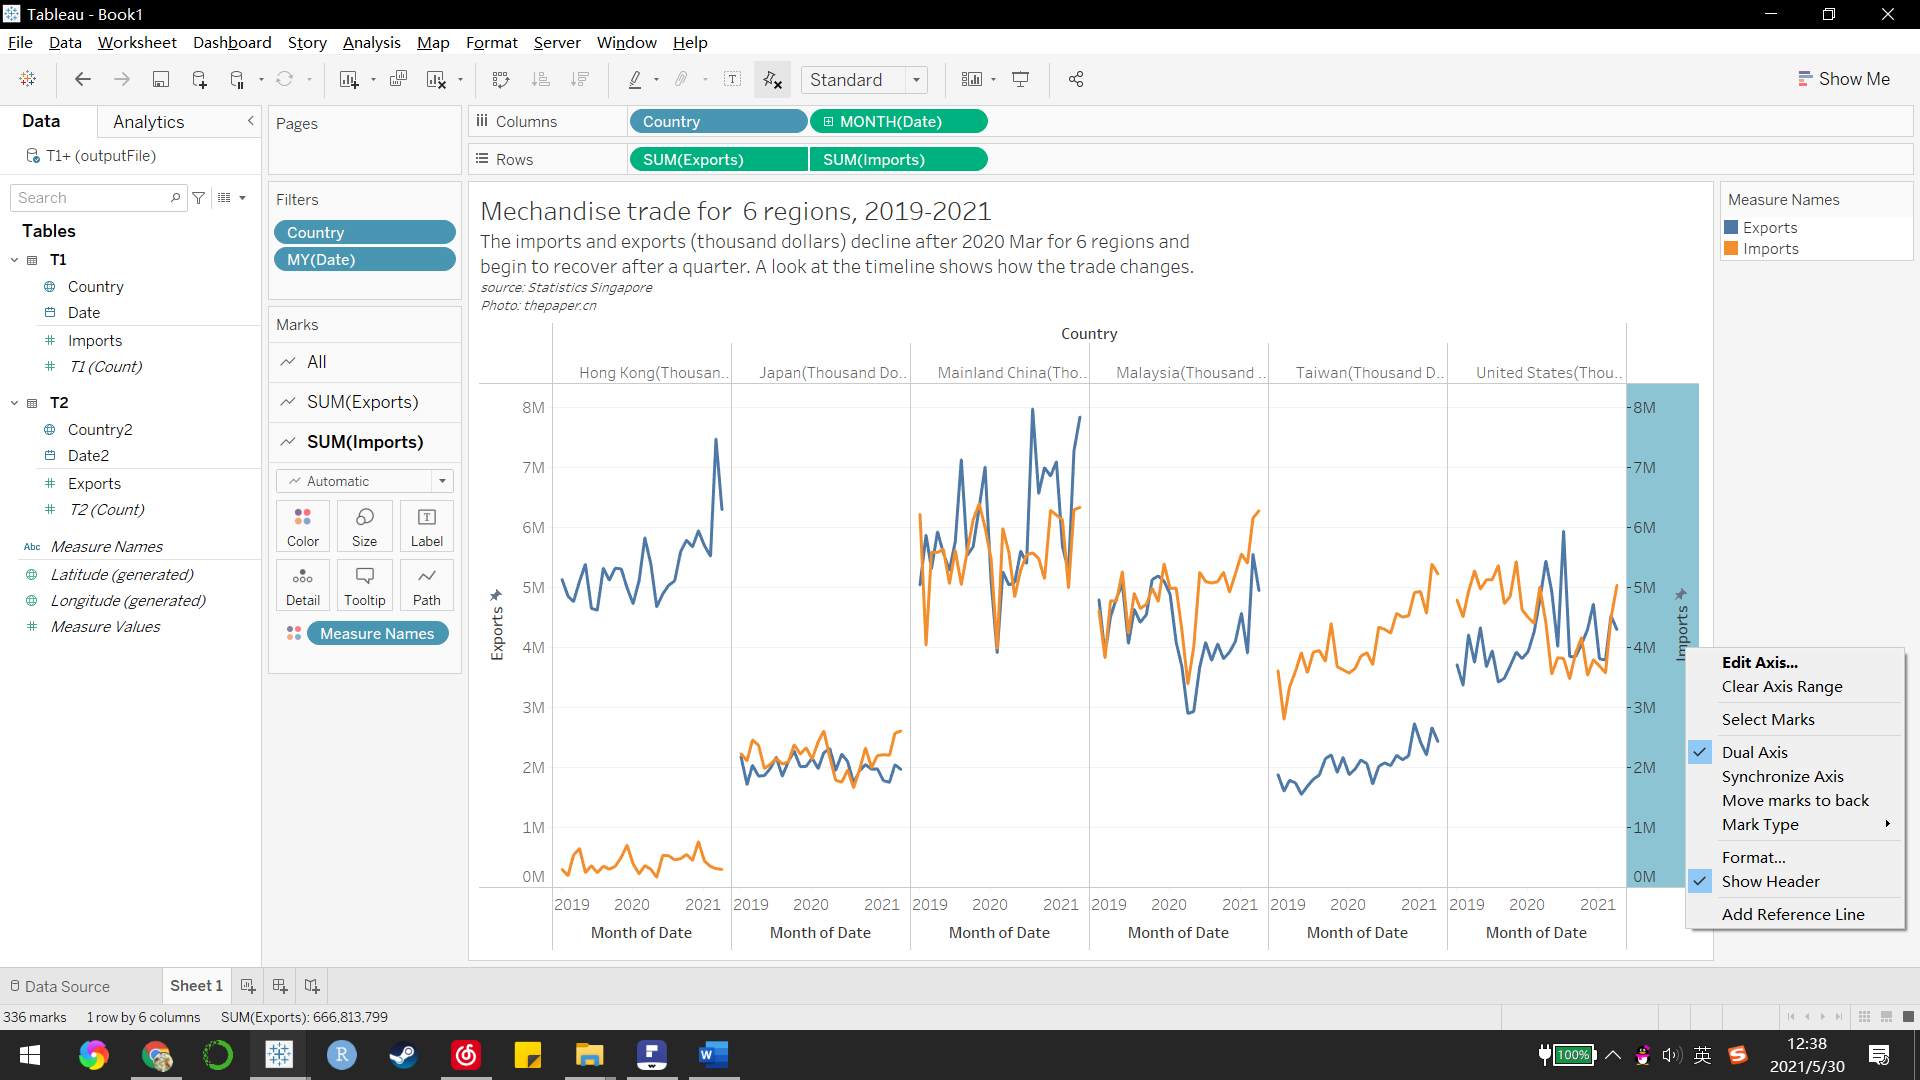 Tableau - Book1
File Data Worksheet Dashboard Story Analysis Map Format Server Window Help
Standard
Show Me
Data
Analytics
T1+ (outputFile)
Search
Tables
T1
Country
Date
Imports
T1 (Count)
T2
Country2
Date2
Exports
T2 (Count)
Abc Measure Names
Latitude (generated)
Longitude (generated)
Measure Values
Pages
Filters
Country
MY(Date)
Marks
All
SUM(Exports)
SUM(Imports)
Automatic
Color Size Label
Detail Tooltip Path
Measure Names
Columns Country MONTH(Date)
Rows SUM(Exports) SUM(Imports)
Mechandise trade for 6 regions, 2019-2021
The imports and exports (thousand dollars) decline after 2020 Mar for 6 regions and
begin to recover after a quarter. A look at the timeline shows how the trade changes.
source: Statistics Singapore
Photo: thepaper.cn
Country
Hong Kong(Thousan.. Japan(Thousand Do.. Mainland China(Tho.. Malaysia(Thousand .. Taiwan(Thousand D.. United States(Thou..
8M
7M
6M
5M
4M
3M
2M
1M
0M
Exports
8M
7M
6M
5M
4M
3M
2M
1M
0M
Imports
2019 2020 2021 2019 2020 2021 2019 2020 2021 2019 2020 2021 2019 2020 2021 2019 2020 2021
Month of Date Month of Date Month of Date Month of Date Month of Date Month of Date
Measure Names
Exports
Imports
Edit Axis...
Clear Axis Range
Select Marks
Dual Axis
Synchronize Axis
Move marks to back
Mark Type
Format...
Show Header
Add Reference Line
Data Source
Sheet 1
336 marks 1 row by 6 columns SUM(Exports): 666,813,799
100%
英
12:38
2021/5/30